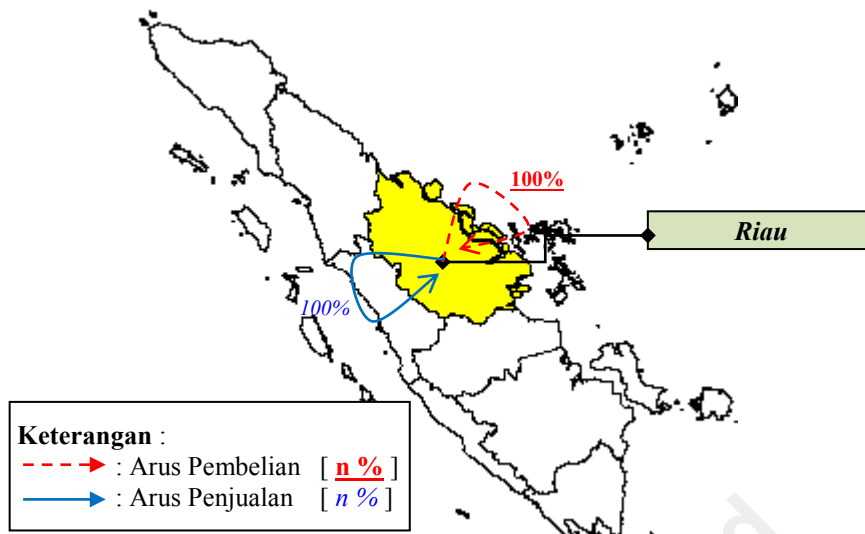 100%
Riau
100%
Keterangan :
: Arus Pembelian [ n % ]
: Arus Penjualan [ n % ]